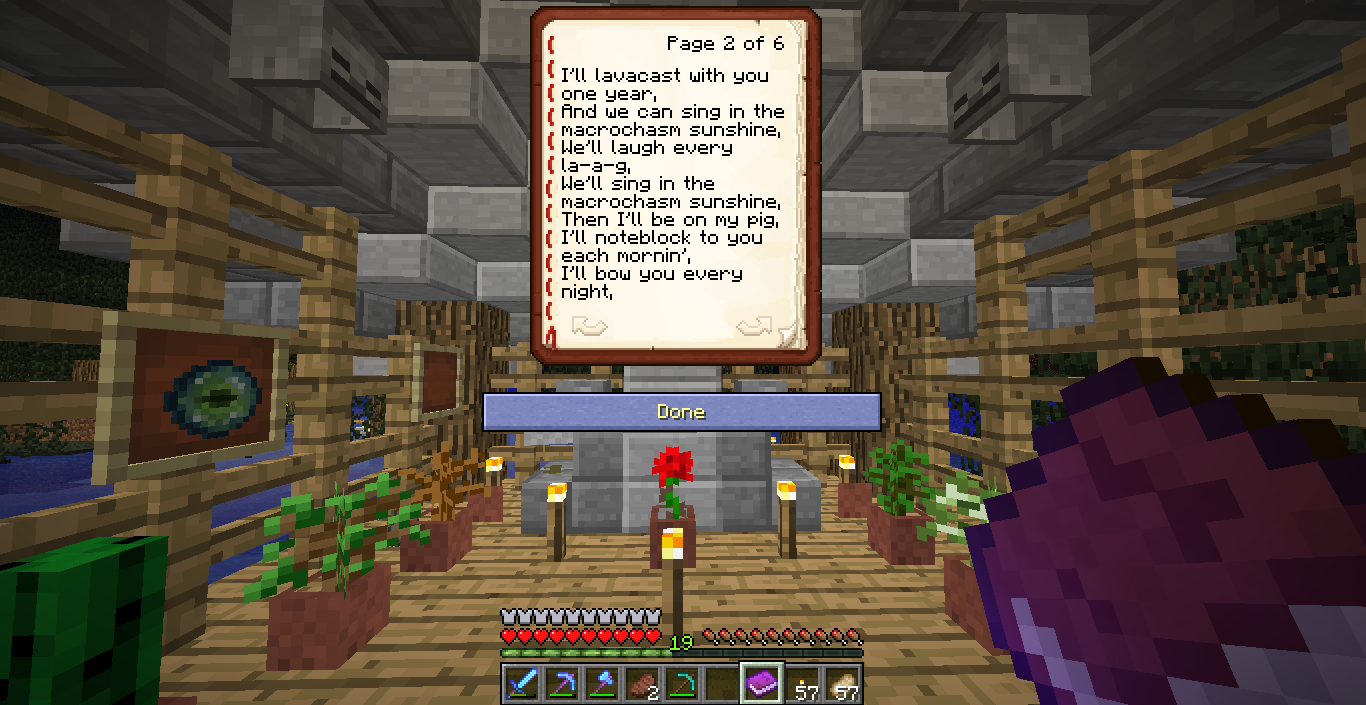 Page 2 of 6
I'll lavacast with you
one year,
And we can sing in the
macrochasm sunshine,
We'll laugh every
la-a-g,
We'll sing in the
macrochasm sunshine,
Then I'll be on my pig,
I'll noteblock to you
each mornin',
I'll bow you every
night,
Done
19
2 57 57